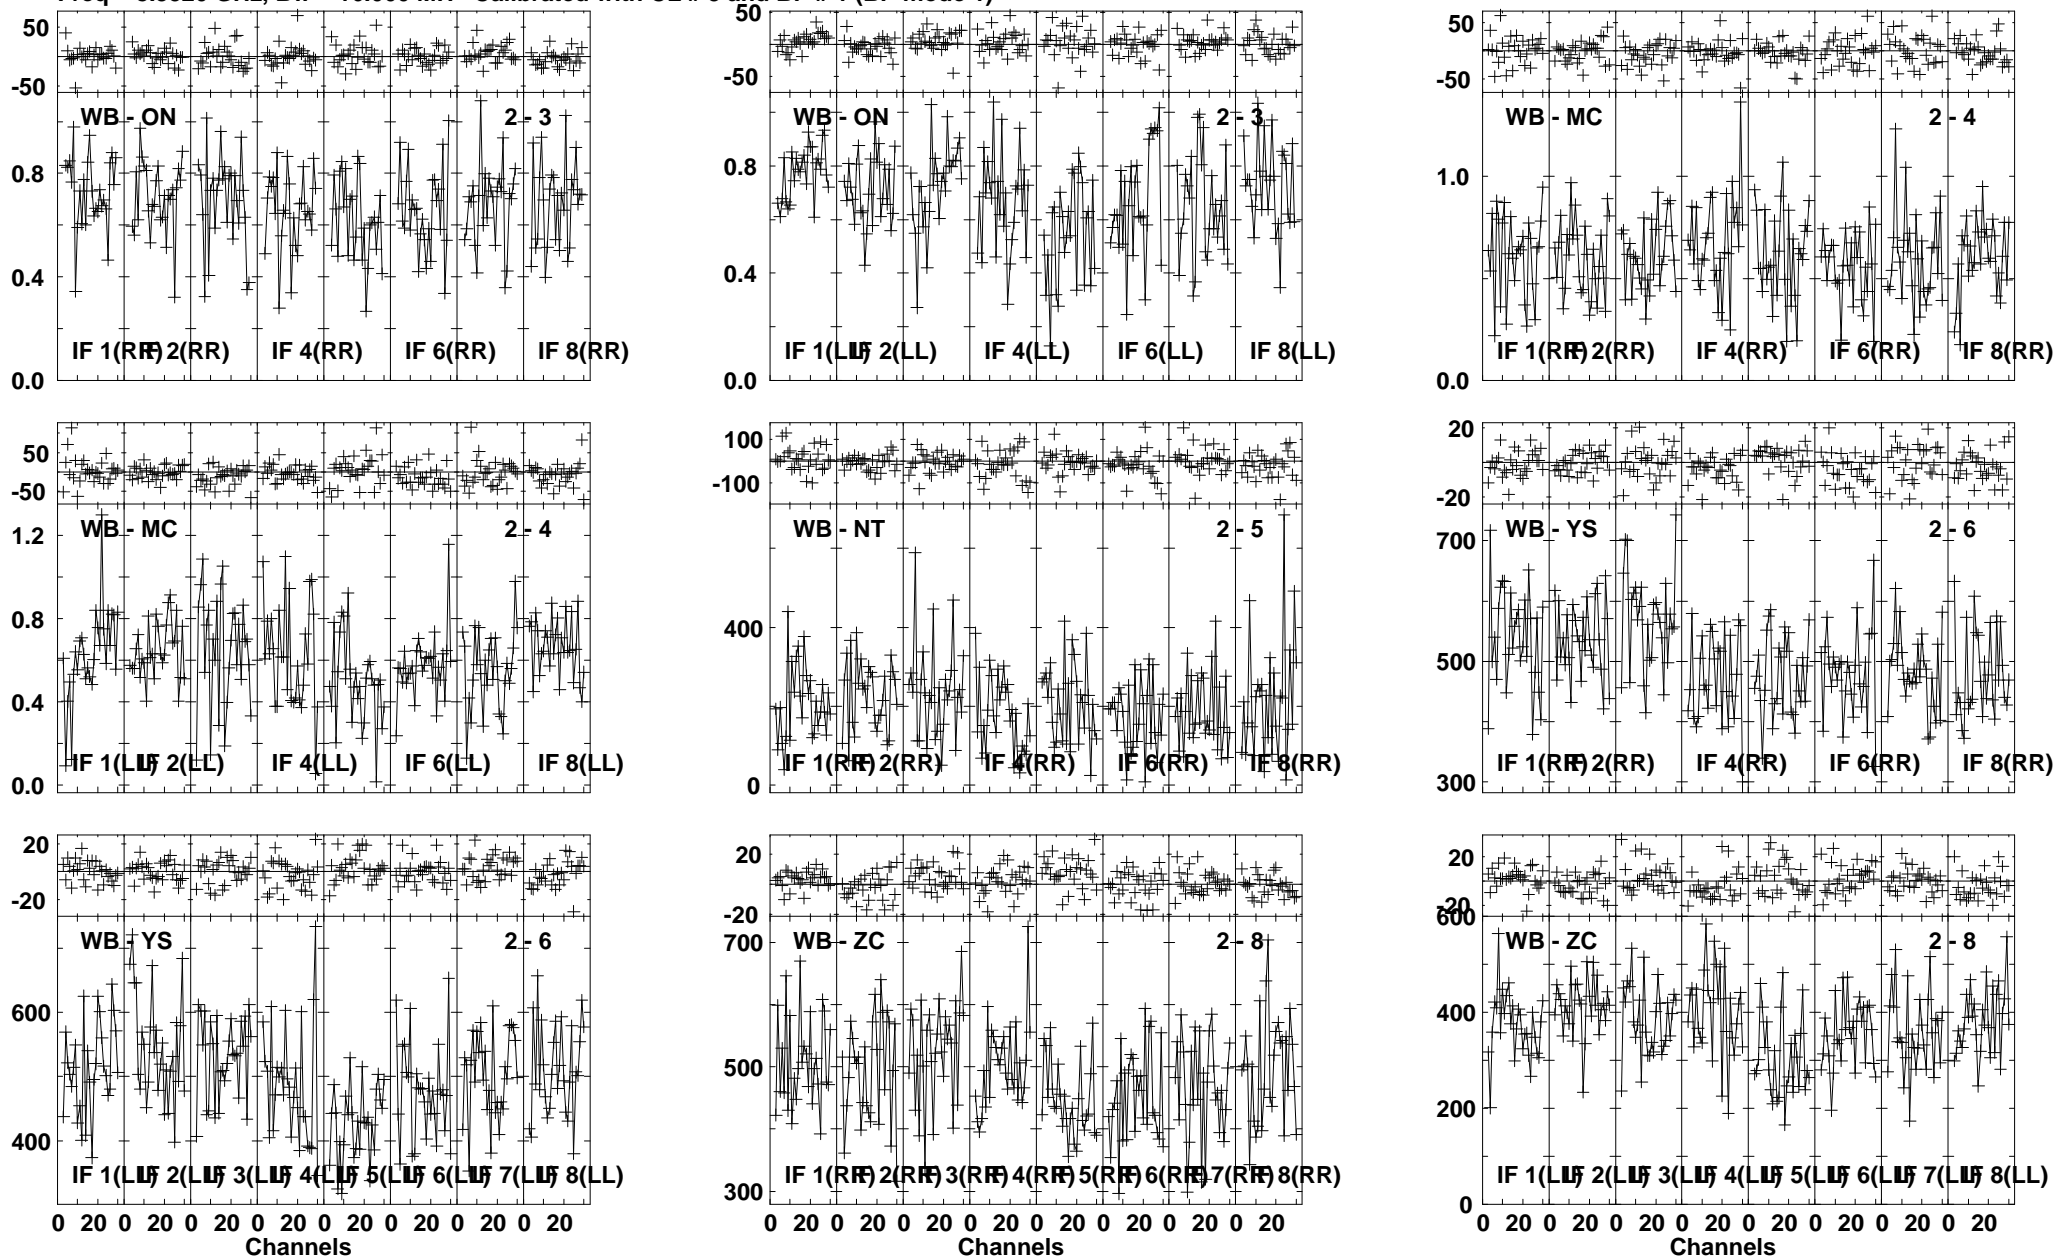 50
-50
WB - ON 2 - 3
0.8
0.4
IF 1(RR) IF 2(RR) IF 4(RR) IF 6(RR) IF 8(RR)
0.0
50
-50
WB - ON 2 - 3
0.8
0.4
IF 1(LL) IF 2(LL) IF 4(LL) IF 6(LL) IF 8(LL)
0.0
50
-50
WB - MC 2 - 4
1.0
IF 1(RR) IF 2(RR) IF 4(RR) IF 6(RR) IF 8(RR)
0.0
50
-50
WB - MC 2 - 4
1.2
0.8
0.4
IF 1(LL) IF 2(LL) IF 4(LL) IF 6(LL) IF 8(LL)
0.0
100
-100
WB - NT 2 - 5
400
IF 1(RR) IF 2(RR) IF 4(RR) IF 6(RR) IF 8(RR)
0
20
-20
WB - YS 2 - 6
700
500
IF 1(RR) IF 2(RR) IF 4(RR) IF 6(RR) IF 8(RR)
300
20
-20
WB - YS 2 - 6
600
400
IF 1(LL) IF 2(LL) IF 3(LL) IF 4(LL) IF 5(LL) IF 6(LL) IF 7(LL) IF 8(LL)
0 20 0 20 0 20 0 20 0 20 0 20 0 20 0 20
Channels
20
-20
700
WB - ZC 2 - 8
500
IF 1(RR) IF 2(RR) IF 3(RR) IF 4(RR) IF 5(RR) IF 6(RR) IF 7(RR) IF 8(RR)
300
0 20 0 20 0 20 0 20 0 20 0 20 0 20 0 20
Channels
20
-20
600
WB - ZC 2 - 8
400
200
IF 1(LL) IF 2(LL) IF 3(LL) IF 4(LL) IF 5(LL) IF 6(LL) IF 7(LL) IF 8(LL)
0
0 20 0 20 0 20 0 20 0 20 0 20 0 20 0 20
Channels